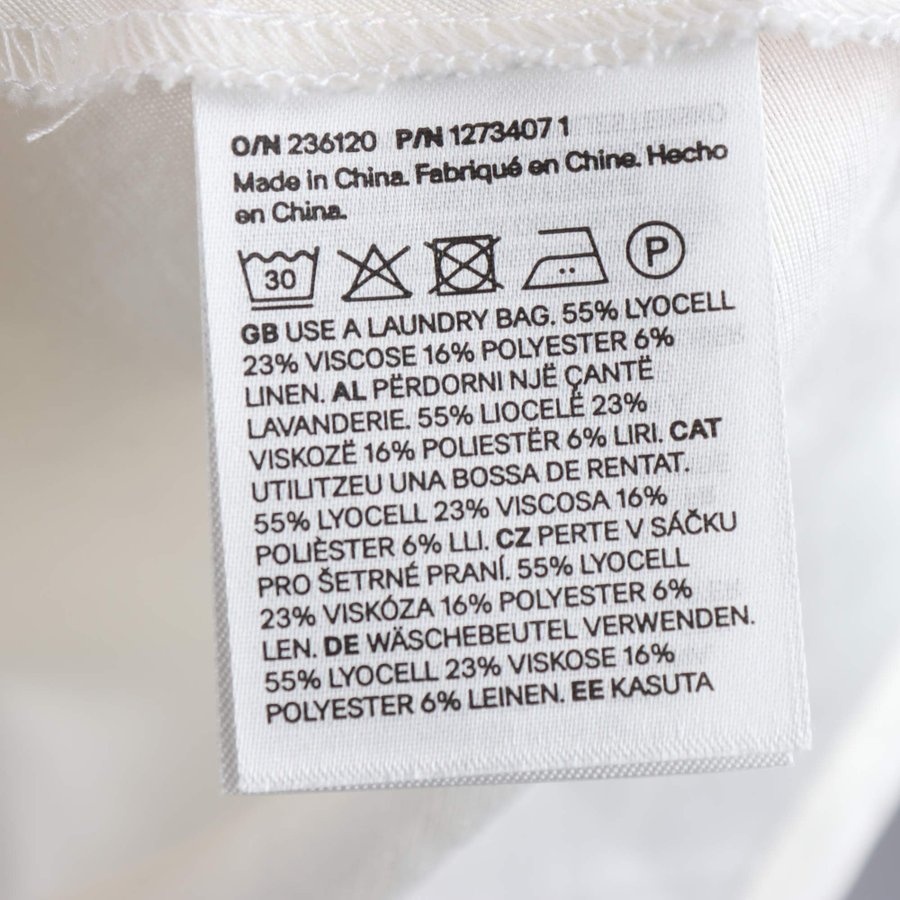 O/N 236120 P/N 1273407 1
Made in China. Fabriqué en Chine. Hecho
en China.
30 P
GB USE A LAUNDRY BAG. 55% LYOCELL
23% VISCOSE 16% POLYESTER 6%
LINEN. AL PËRDORNI NJË ÇANTË
LAVANDERIE. 55% LIOCELË 23%
VISKOZË 16% POLIESTËR 6% LIRI. CAT
UTILITZEU UNA BOSSA DE RENTAT.
55% LYOCELL 23% VISCOSA 16%
POLIÈSTER 6% LLI. CZ PERTE V SÁČKU
PRO ŠETRNÉ PRANÍ. 55% LYOCELL
23% VISKÓZA 16% POLYESTER 6%
LEN. DE WÄSCHEBEUTEL VERWENDEN.
55% LYOCELL 23% VISKOSE 16%
POLYESTER 6% LEINEN. EE KASUTA